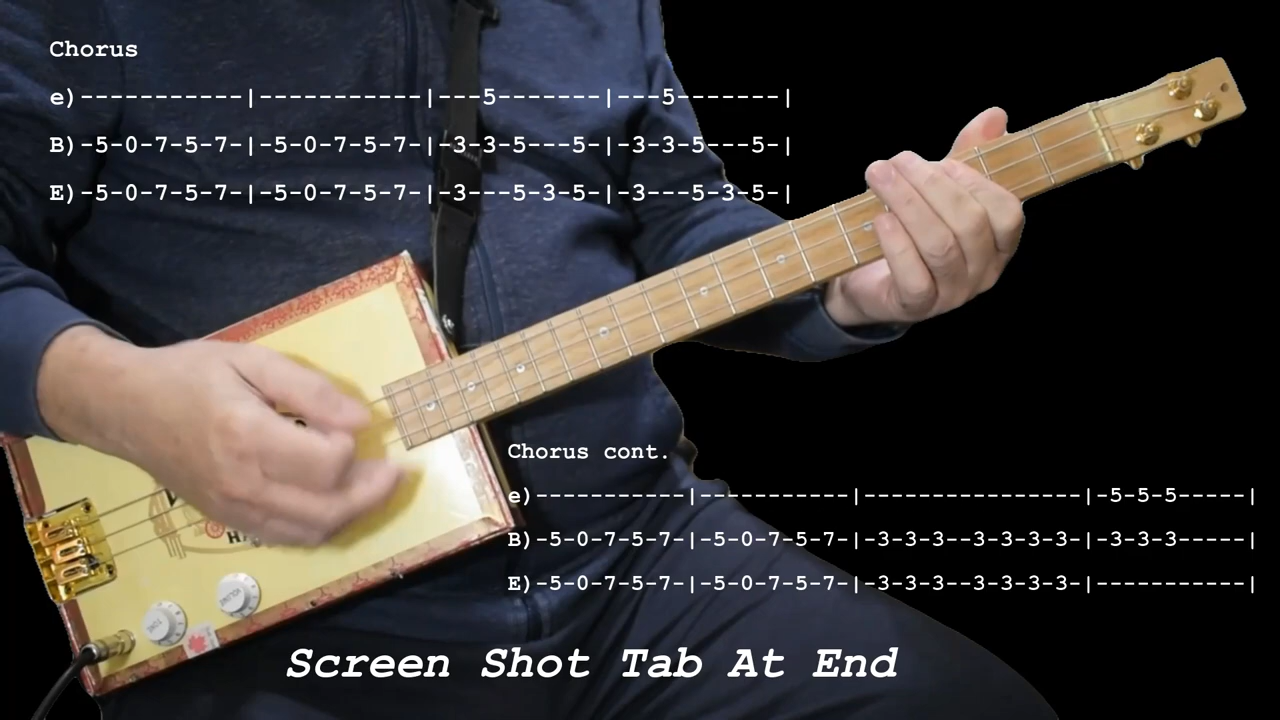 Chorus
e)-----------|-----------|---5-------|---5-------|
B)-5-0-7-5-7-|-5-0-7-5-7-|-3-3-5---5-|-3-3-5---5-|
E)-5-0-7-5-7-|-5-0-7-5-7-|-3---5-3-5-|-3---5-3-5-|
Chorus cont.
e)-----------|-----------|----------------|-5-5-5-----|
B)-5-0-7-5-7-|-5-0-7-5-7-|-3-3-3--3-3-3-3-|-3-3-3-----|
E)-5-0-7-5-7-|-5-0-7-5-7-|-3-3-3--3-3-3-3-|-----------|
VOLUME
TONE
Screen Shot Tab At End